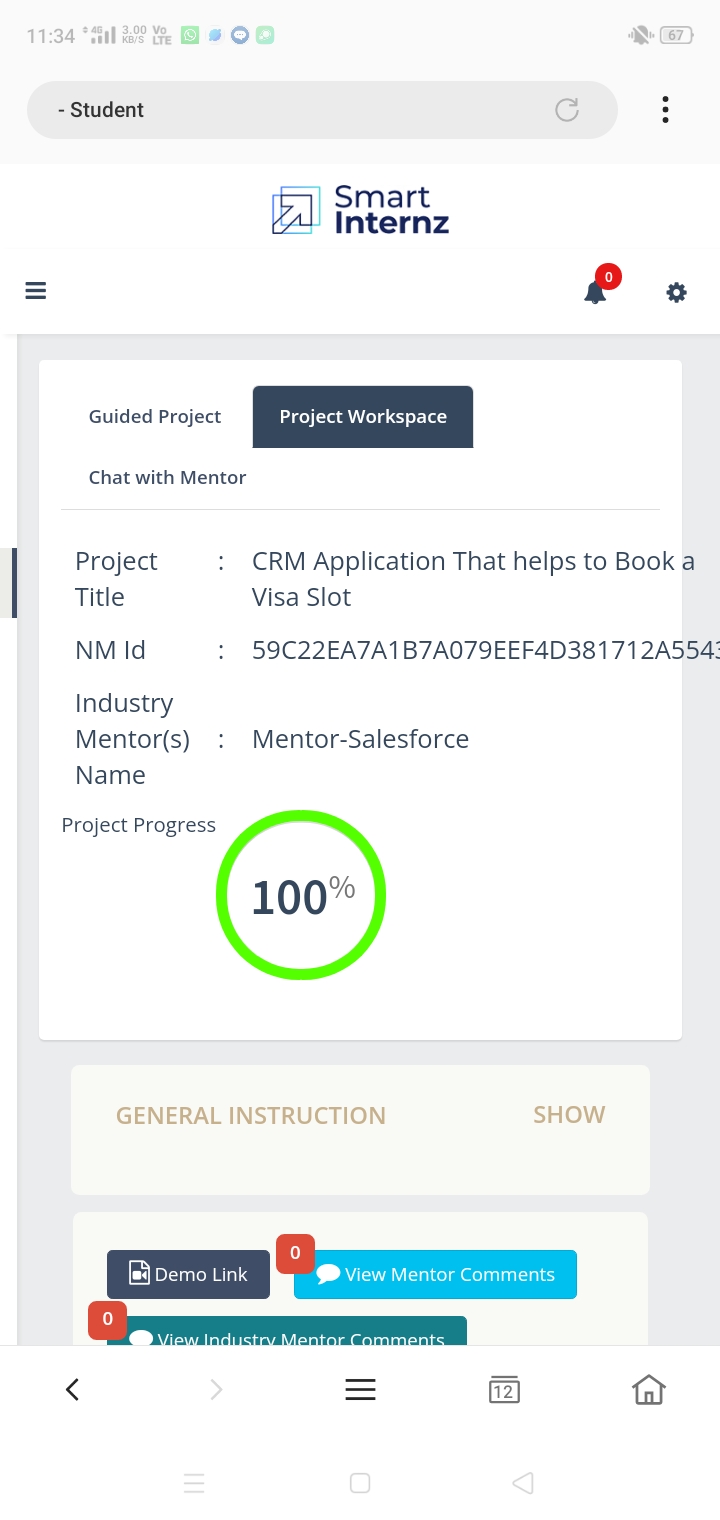 11:34 4G 3.00 KB/S Vo LTE 67
- Student
Smart
Internz
0
Guided Project Project Workspace
Chat with Mentor
Project Title : CRM Application That helps to Book a
Visa Slot
NM Id : 59C22EA7A1B7A079EEF4D381712A5543
Industry
Mentor(s) : Mentor-Salesforce
Name
Project Progress
100%
GENERAL INSTRUCTION SHOW
0
Demo Link View Mentor Comments
0
View Industry Mentor Comments
12